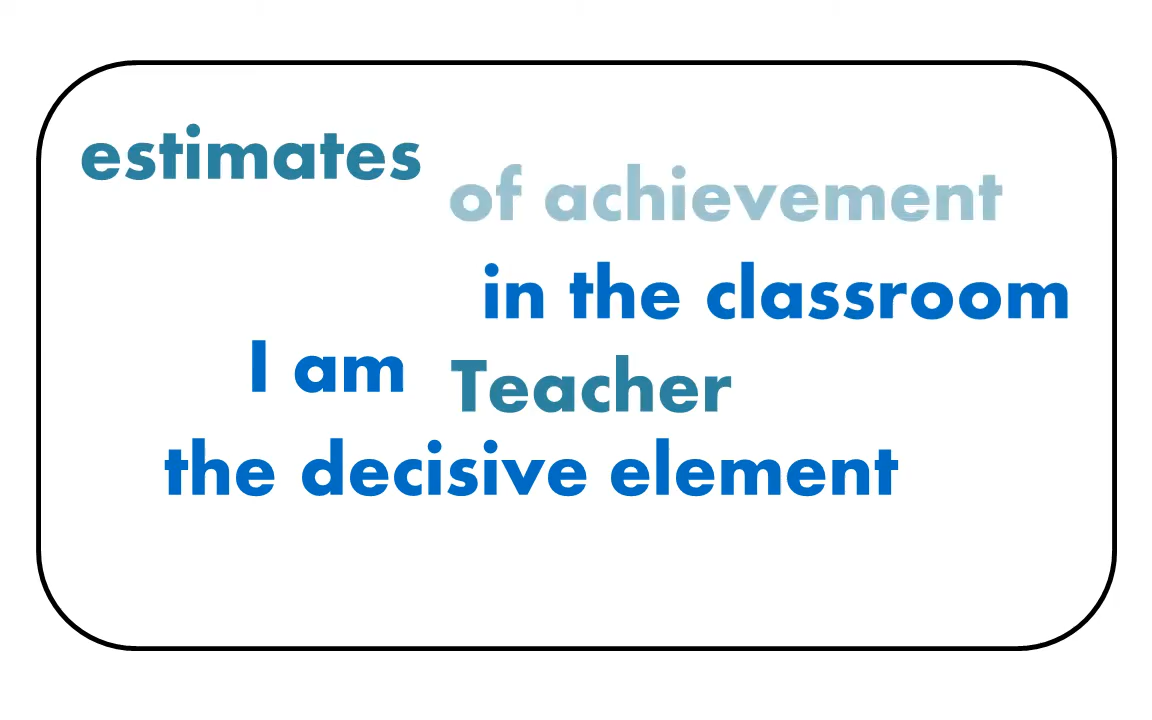 estimates
of achievement
in the classroom
I am
Teacher
the decisive element